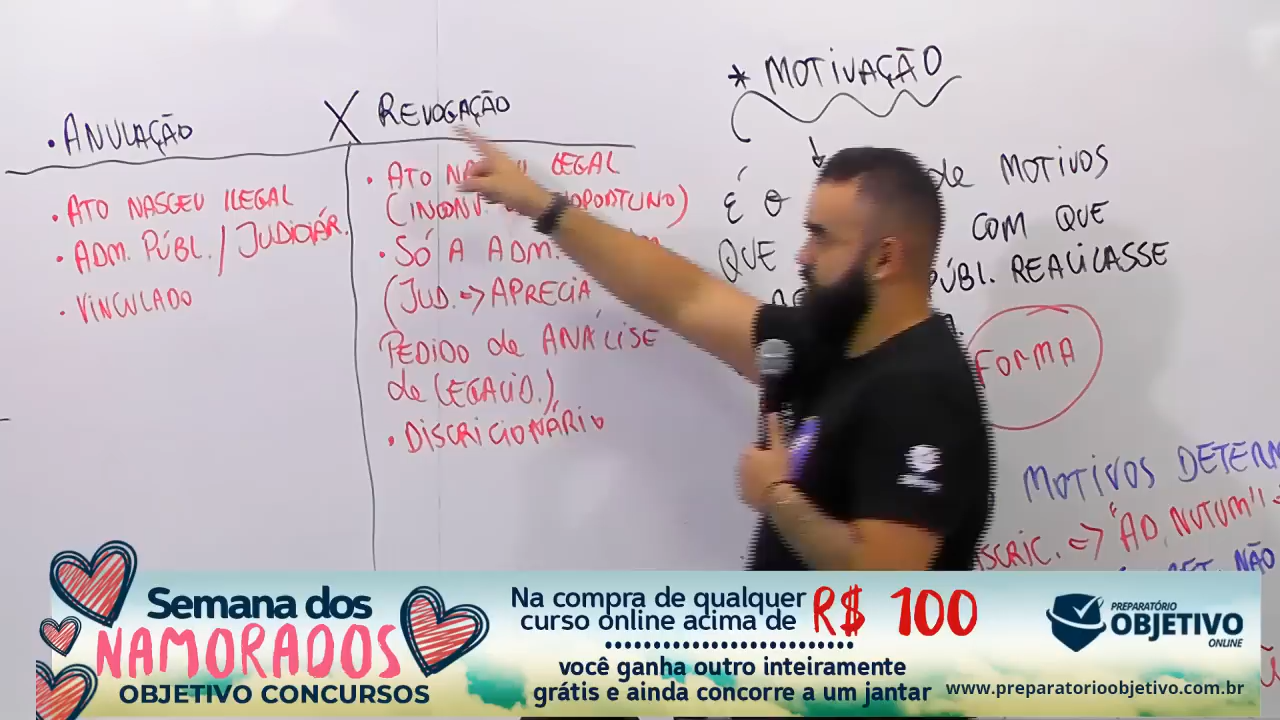 • ANULAÇÃO
X REVOGAÇÃO
• ATO NASCEU ILEGAL
• ADM. PÚBL. / JUDICIÁR.
• VINCULADO
• ATO LEGAL
(INCONV.
• SÓ A ADM.
(JUD. => APRECIA
PEDIDO de ANÁLISE
de LEGALID.)
• DISCRICIONÁRIO
* MOTIVAÇÃO
É O de MOTIVOS
QUE COM QUE
PÚBL. REALIZASSE
FORMA
MOTIVOS
"AD. NUTUM"
NÃO
Semana dos
NAMORADOS
OBJETIVO CONCURSOS
Na compra de qualquer
curso online acima de R$ 100
você ganha outro inteiramente
grátis e ainda concorre a um jantar
PREPARATÓRIO
OBJETIVO
ONLINE
www.preparatorioobjetivo.com.br